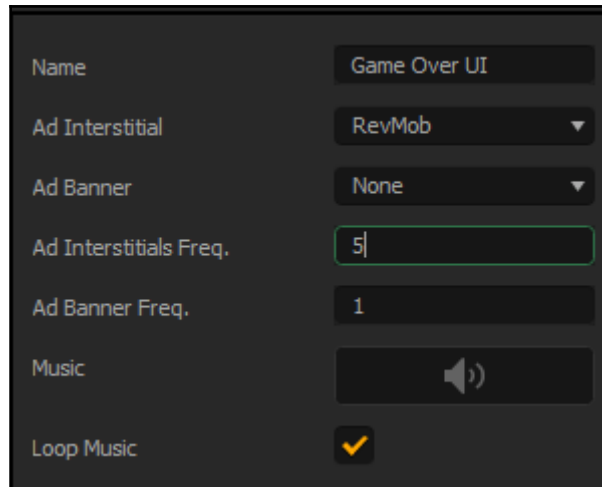 Name Game Over UI
Ad Interstitial RevMob
Ad Banner None
Ad Interstitials Freq. 5
Ad Banner Freq. 1
Music
Loop Music